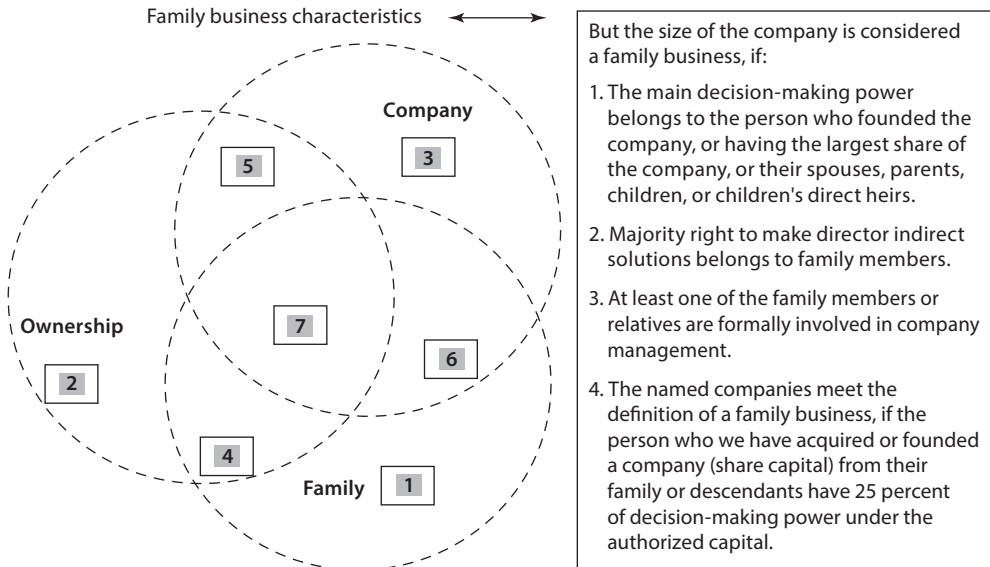 Family business characteristics
Company
5
3
Ownership
7
6
2
4
Family
1
But the size of the company is considered
a family business, if:
1. The main decision-making power
belongs to the person who founded the
company, or having the largest share of
the company, or their spouses, parents,
children, or children's direct heirs.
2. Majority right to make director indirect
solutions belongs to family members.
3. At least one of the family members or
relatives are formally involved in company
management.
4. The named companies meet the
definition of a family business, if the
person who we have acquired or founded
a company (share capital) from their
family or descendants have 25 percent
of decision-making power under the
authorized capital.